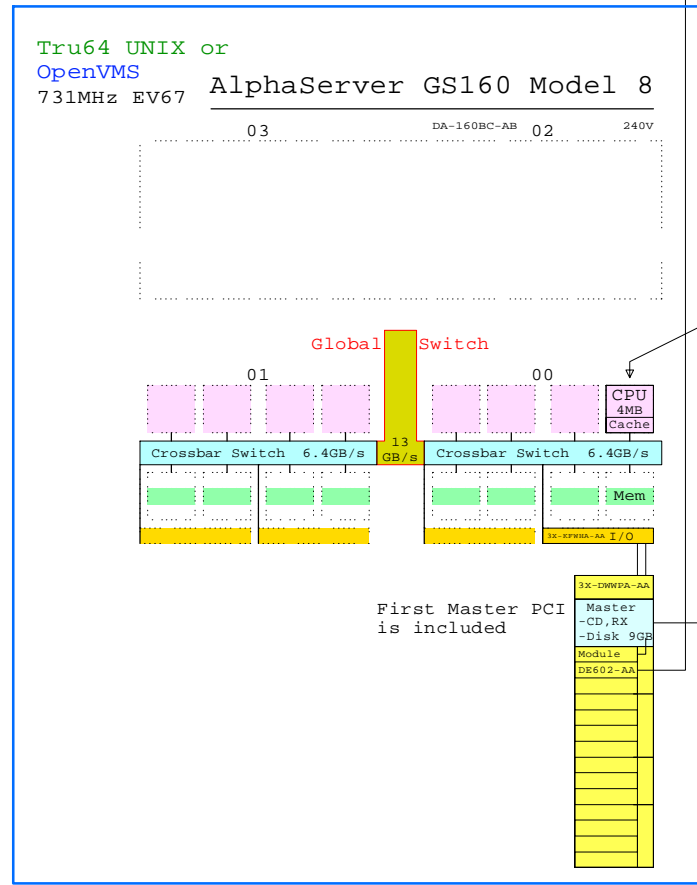 Tru64 UNIX or
OpenVMS
731MHz EV67
AlphaServer GS160 Model 8
03
DA-160BC-AB
02
240V
Global Switch
01
00
CPU
4MB
Cache
13
GB/s
Crossbar Switch 6.4GB/s
Crossbar Switch 6.4GB/s
Mem
3X-KFWHA-AA I/O
3X-DWWPA-AA
First Master PCI
is included
Master
-CD,RX
-Disk 9GB
Module
DE602-AA